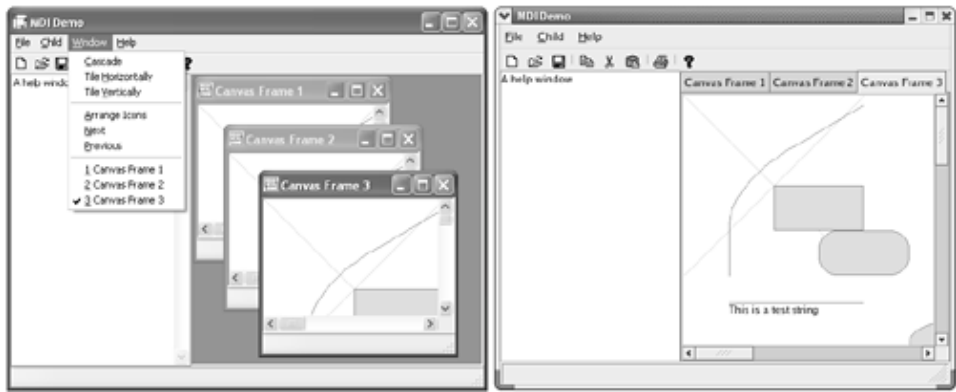 MDI Demo
File Child Window Help
Cascade
Tile Horizontally
Tile Vertically
Arrange Icons
Next
Previous
1 Canvas Frame 1
2 Canvas Frame 2
3 Canvas Frame 3
A help windo
Canvas Frame 1
Canvas Frame 2
Canvas Frame 3
MDI Demo
File Child Help
A help window
Canvas Frame 1 Canvas Frame 2 Canvas Frame 3
This is a test string